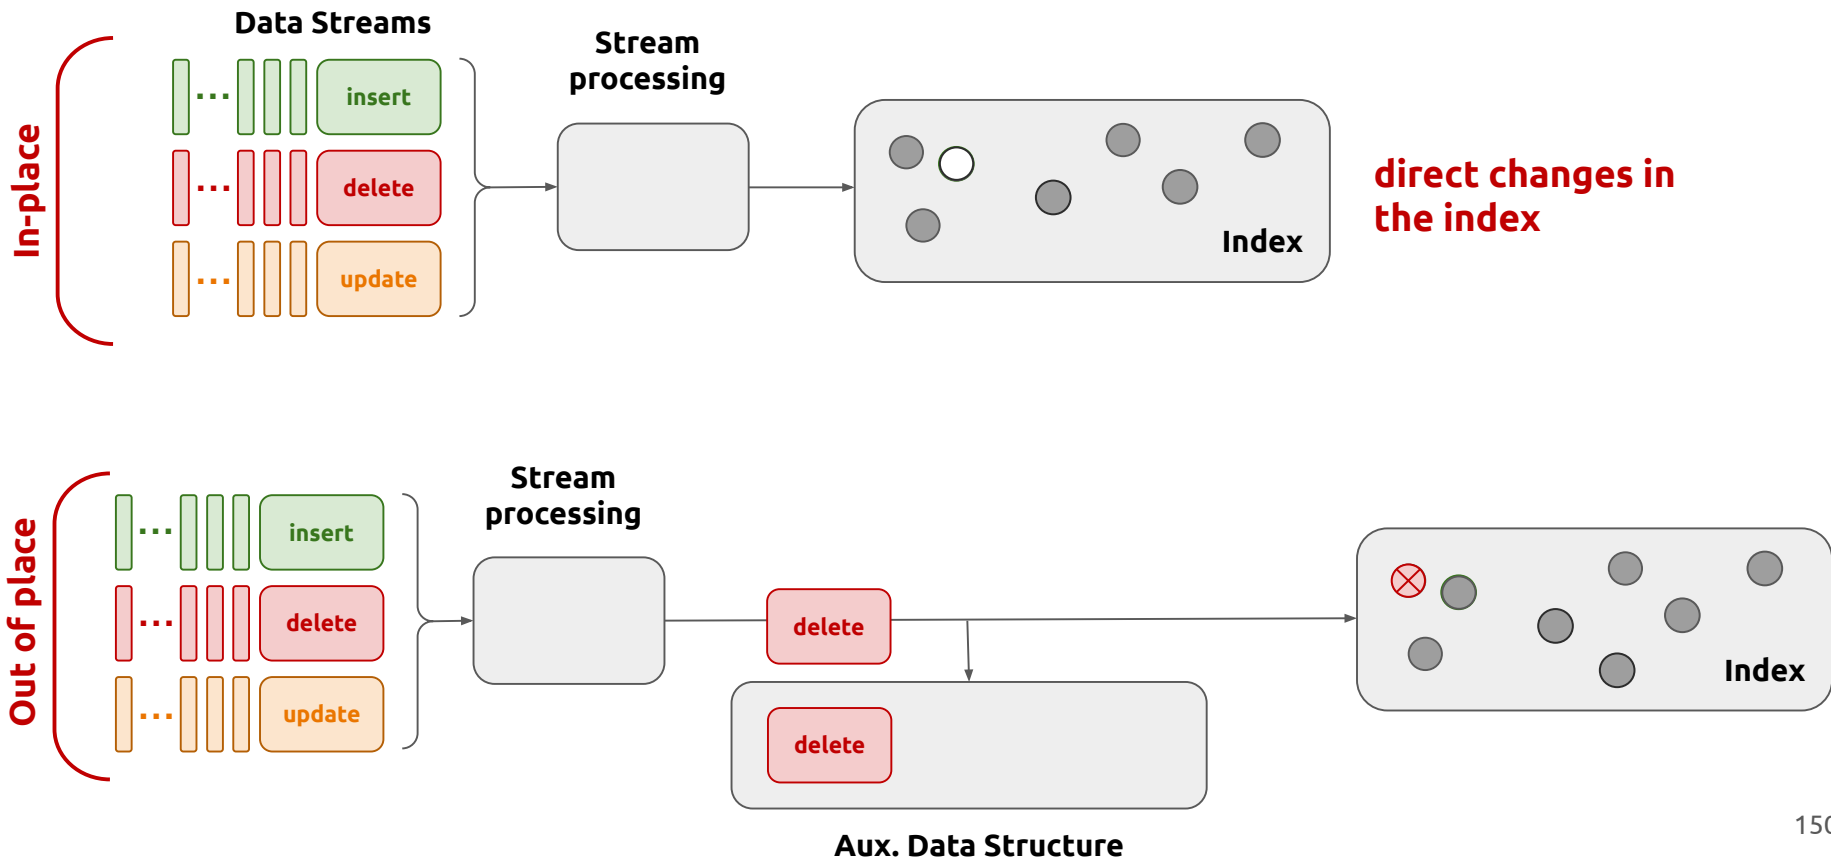 Data Streams
Stream
processing
In-place
... insert
... delete
... update
Index
direct changes in
the index
Out of place
Stream
processing
... insert
... delete
... update
delete
delete
Index
Aux. Data Structure
150